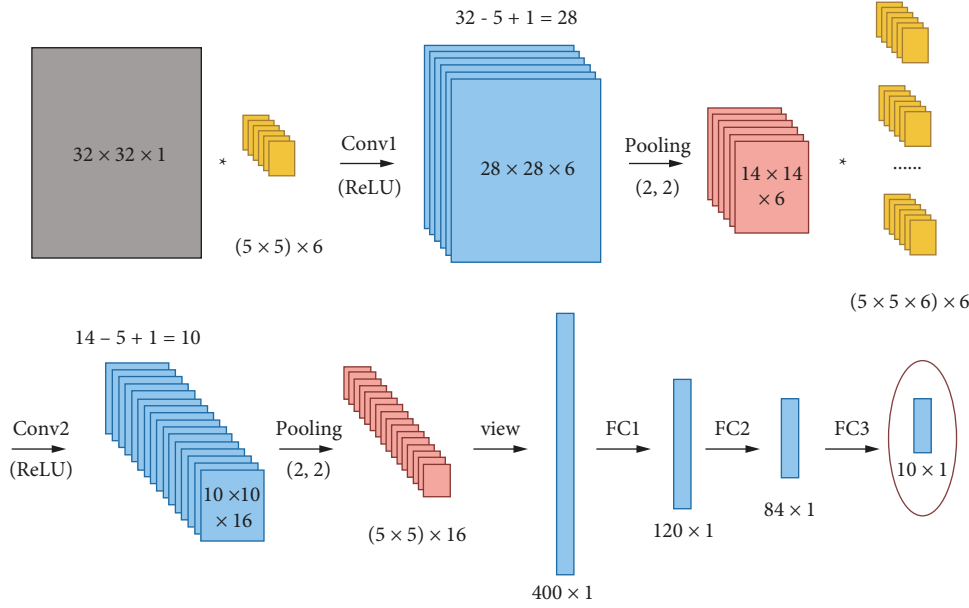 32 - 5 + 1 = 28
32 × 32 × 1
*
(5 × 5) × 6
Conv1
(ReLU)
28 × 28 × 6
Pooling
(2, 2)
14 × 14
× 6
*
......
(5 × 5 × 6) × 6
14 – 5 + 1 = 10
Conv2
(ReLU)
10 ×10
× 16
Pooling
(2, 2)
(5 × 5) × 16
view
400 × 1
FC1
120 × 1
FC2
84 × 1
FC3
10 × 1